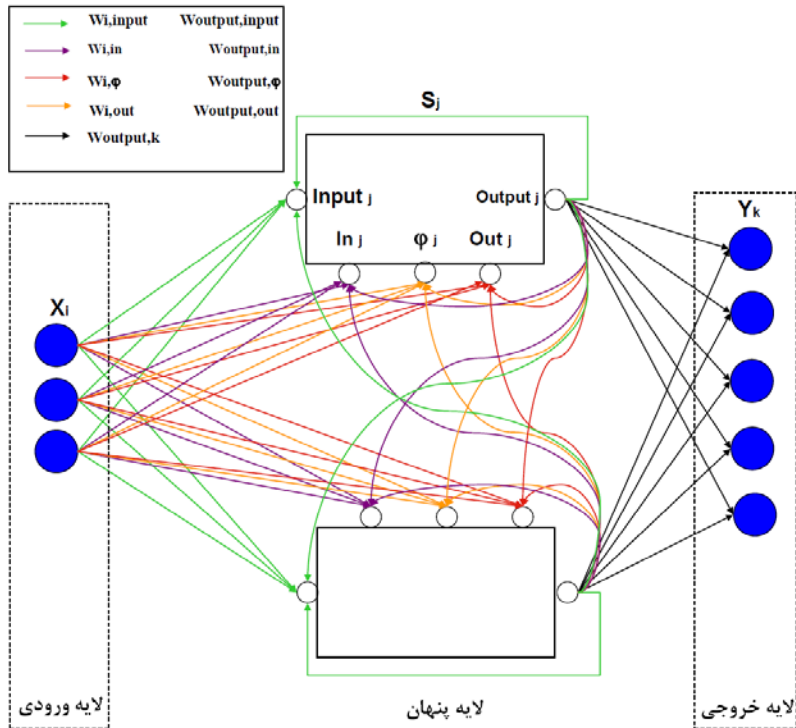 Wi,input Woutput,input
Wi,in Woutput,in
Wi,φ Woutput,φ
Wi,out Woutput,out
Woutput,k
Sj
Input j Output j
In j φ j Out j
Xi
Yk
لایه ورودی
لایه پنهان
لایه خروجی